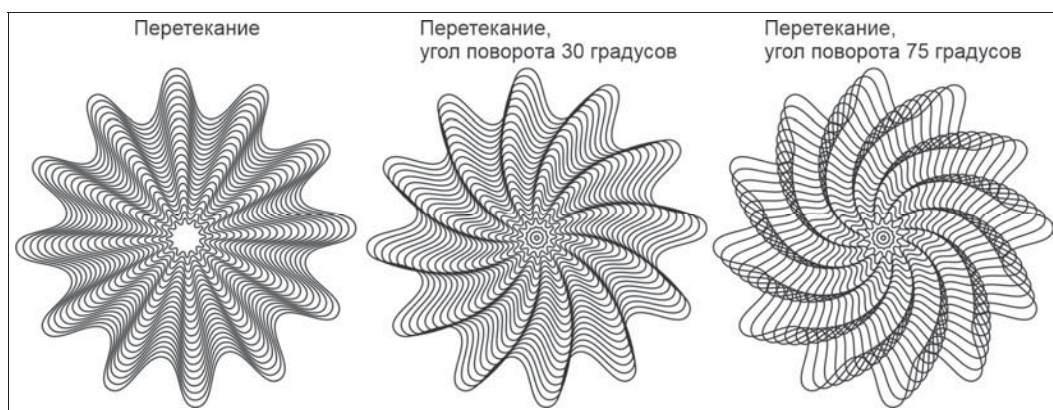 Перетекание
Перетекание,
угол поворота 30 градусов
Перетекание,
угол поворота 75 градусов